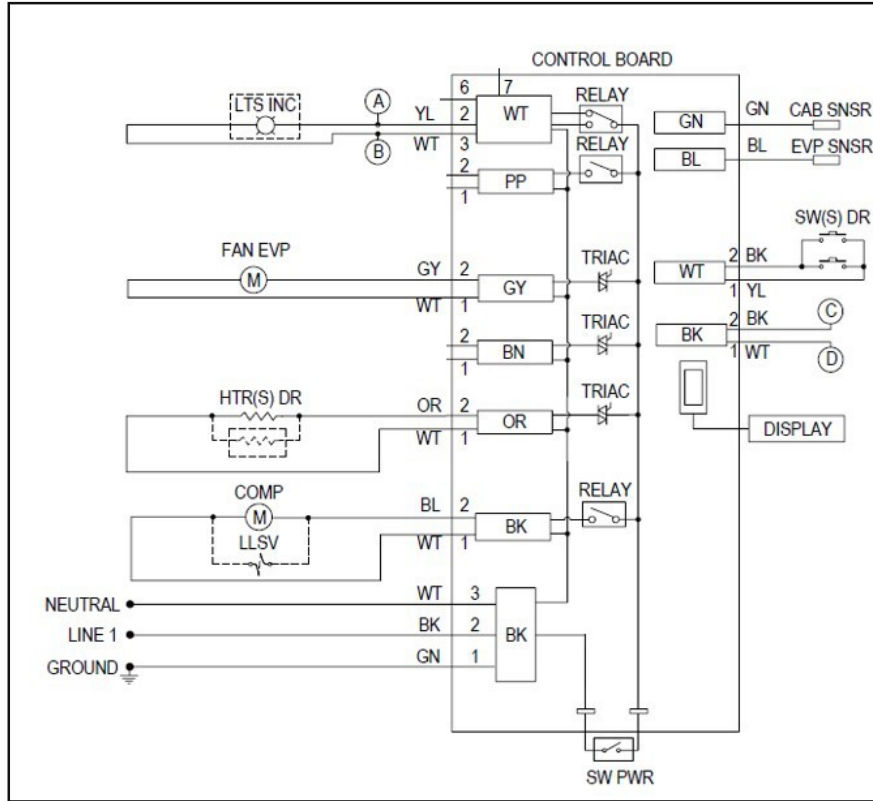 CONTROL BOARD
6 7
LTS INC A YL 2 WT RELAY GN GN CAB SNSR
B WT 3 RELAY BL BL EVP SNSR
2 PP
1
SW(S) DR
FAN EVP GY 2 GY TRIAC WT 2 BK
WT 1 1 YL
2 BN TRIAC BK 2 BK C
1 1 WT D
HTR(S) DR OR 2 OR TRIAC
WT 1 DISPLAY
COMP BL 2 BK RELAY
M
LLSV WT 1
M
NEUTRAL WT 3
LINE 1 BK 2 BK
GROUND GN 1
SW PWR